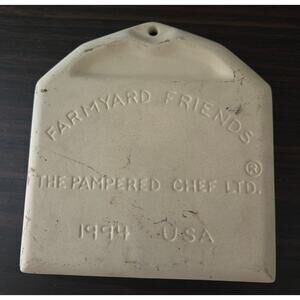 FARMYARD FRIENDS
®
THE PAMPERED CHEF LTD.
1994 USA